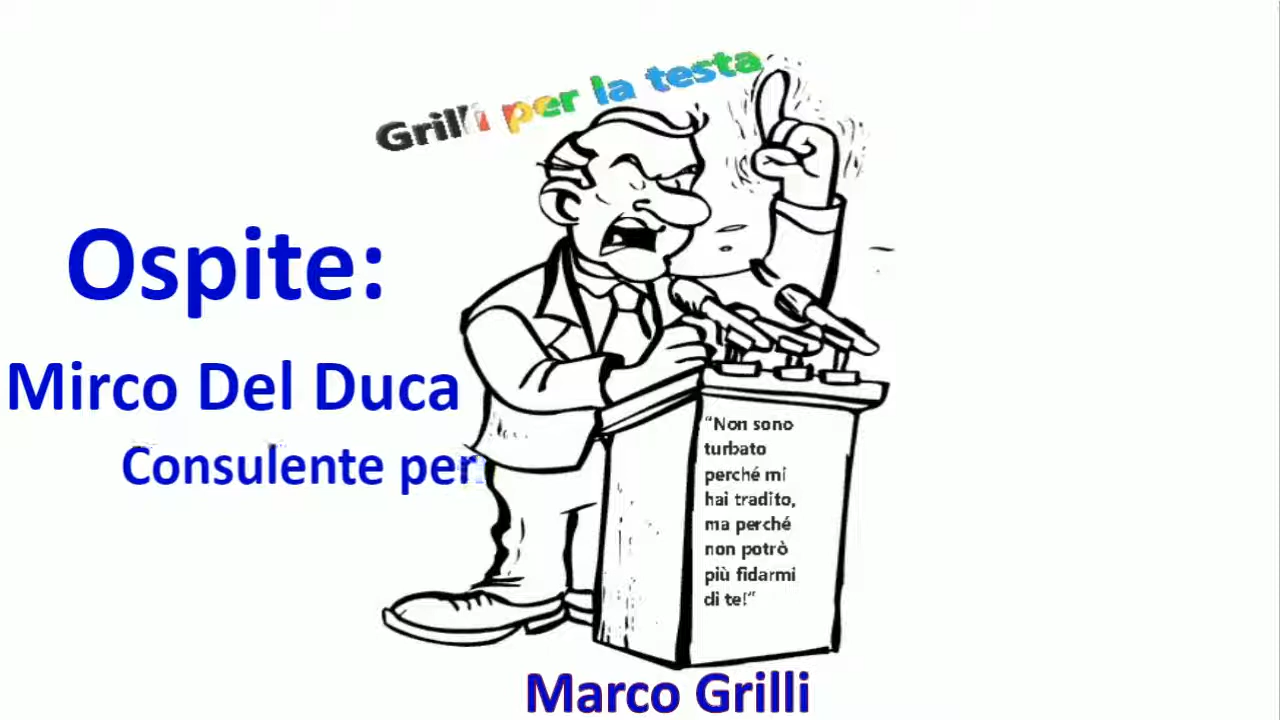 Grilli per la testa
Ospite:
Mirco Del Duca
Consulente per
“Non sono
turbato
perché mi
hai tradito,
ma perché
non potrò
più fidarmi
di te!”
Marco Grilli